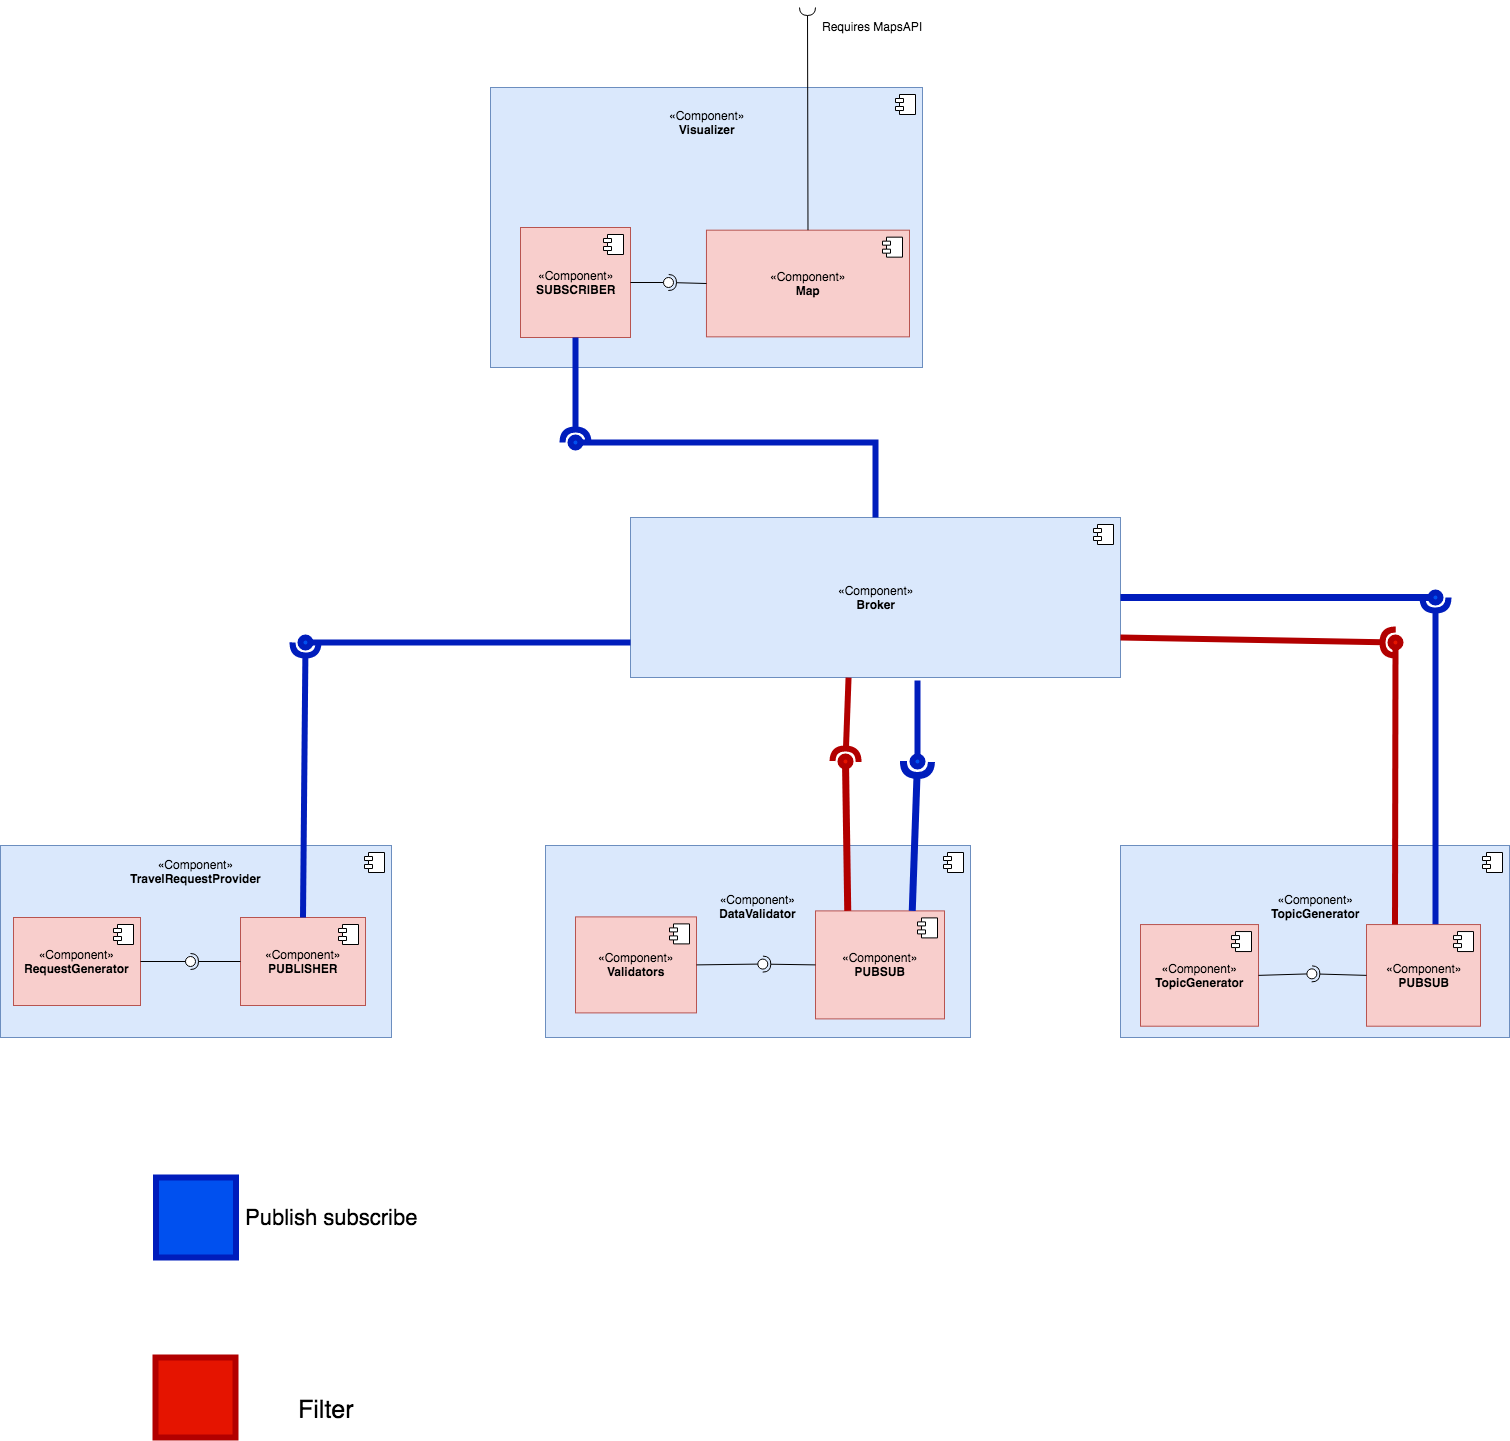 Requires MapsAPI
«Component»
Visualizer
«Component»
SUBSCRIBER
«Component»
Map
«Component»
Broker
«Component»
TravelRequestProvider
«Component»
RequestGenerator
«Component»
PUBLISHER
«Component»
DataValidator
«Component»
Validators
«Component»
PUBSUB
«Component»
TopicGenerator
«Component»
TopicGenerator
«Component»
PUBSUB
Publish subscribe
Filter